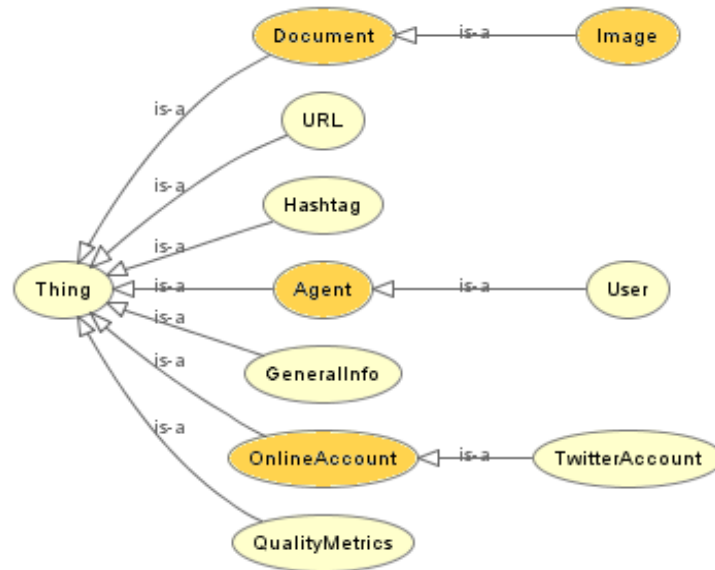 Document
is-a
Image
is-a
URL
is-a
Hashtag
is-a
Thing
is-a
Agent
is-a
User
is-a
GeneralInfo
is-a
OnlineAccount
is-a
TwitterAccount
is-a
QualityMetrics